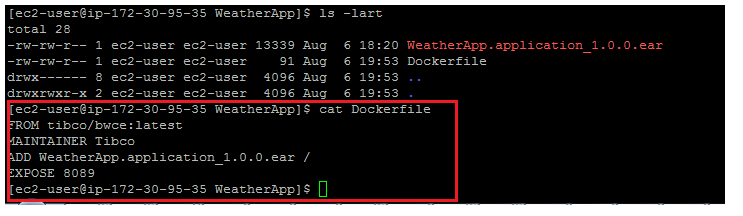 [ec2-user@ip-172-30-95-35 WeatherApp]$ ls -lart
total 28
-rw-rw-r-- 1 ec2-user ec2-user 13339 Aug  6 18:20 WeatherApp.application_1.0.0.ear
-rw-rw-r-- 1 ec2-user ec2-user    91 Aug  6 19:53 Dockerfile
drwx------ 8 ec2-user ec2-user  4096 Aug  6 19:53 ..
drwxrwxr-x 2 ec2-user ec2-user  4096 Aug  6 19:53 .
[ec2-user@ip-172-30-95-35 WeatherApp]$ cat Dockerfile
FROM tibco/bwce:latest
MAINTAINER Tibco
ADD WeatherApp.application_1.0.0.ear /
EXPOSE 8089
[ec2-user@ip-172-30-95-35 WeatherApp]$